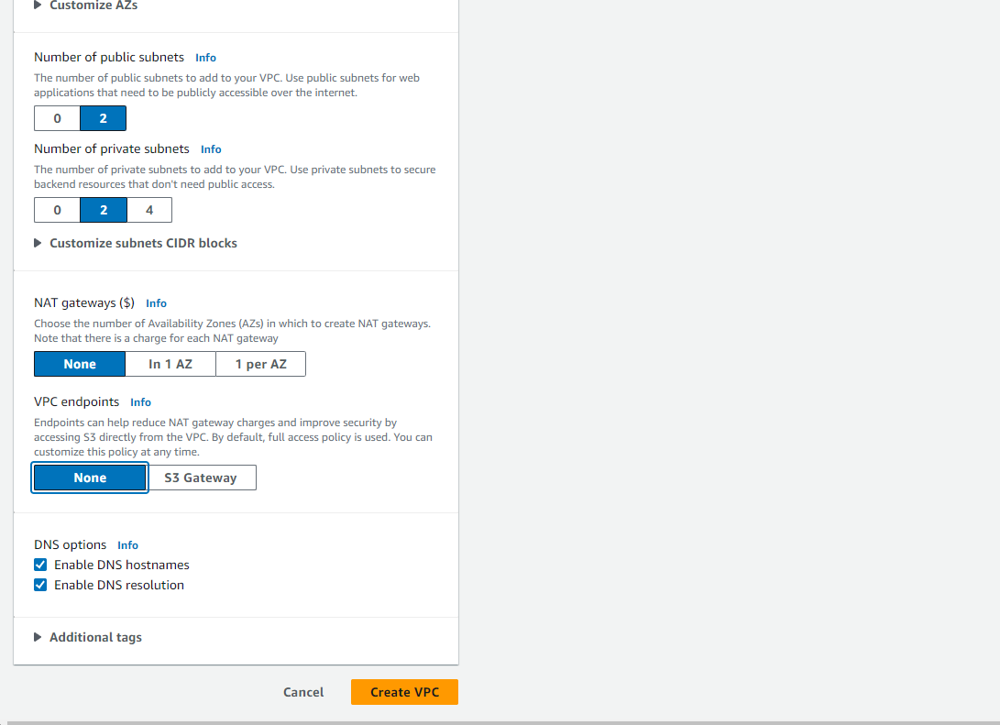 Customize AZs
Number of public subnets Info
The number of public subnets to add to your VPC. Use public subnets for web
applications that need to be publicly accessible over the internet.
0 2
Number of private subnets Info
The number of private subnets to add to your VPC. Use private subnets to secure
backend resources that don't need public access.
0 2 4
Customize subnets CIDR blocks
NAT gateways ($) Info
Choose the number of Availability Zones (AZs) in which to create NAT gateways.
Note that there is a charge for each NAT gateway
None In 1 AZ 1 per AZ
VPC endpoints Info
Endpoints can help reduce NAT gateway charges and improve security by
accessing S3 directly from the VPC. By default, full access policy is used. You can
customize this policy at any time.
None S3 Gateway
DNS options Info
Enable DNS hostnames
Enable DNS resolution
Additional tags
Cancel Create VPC